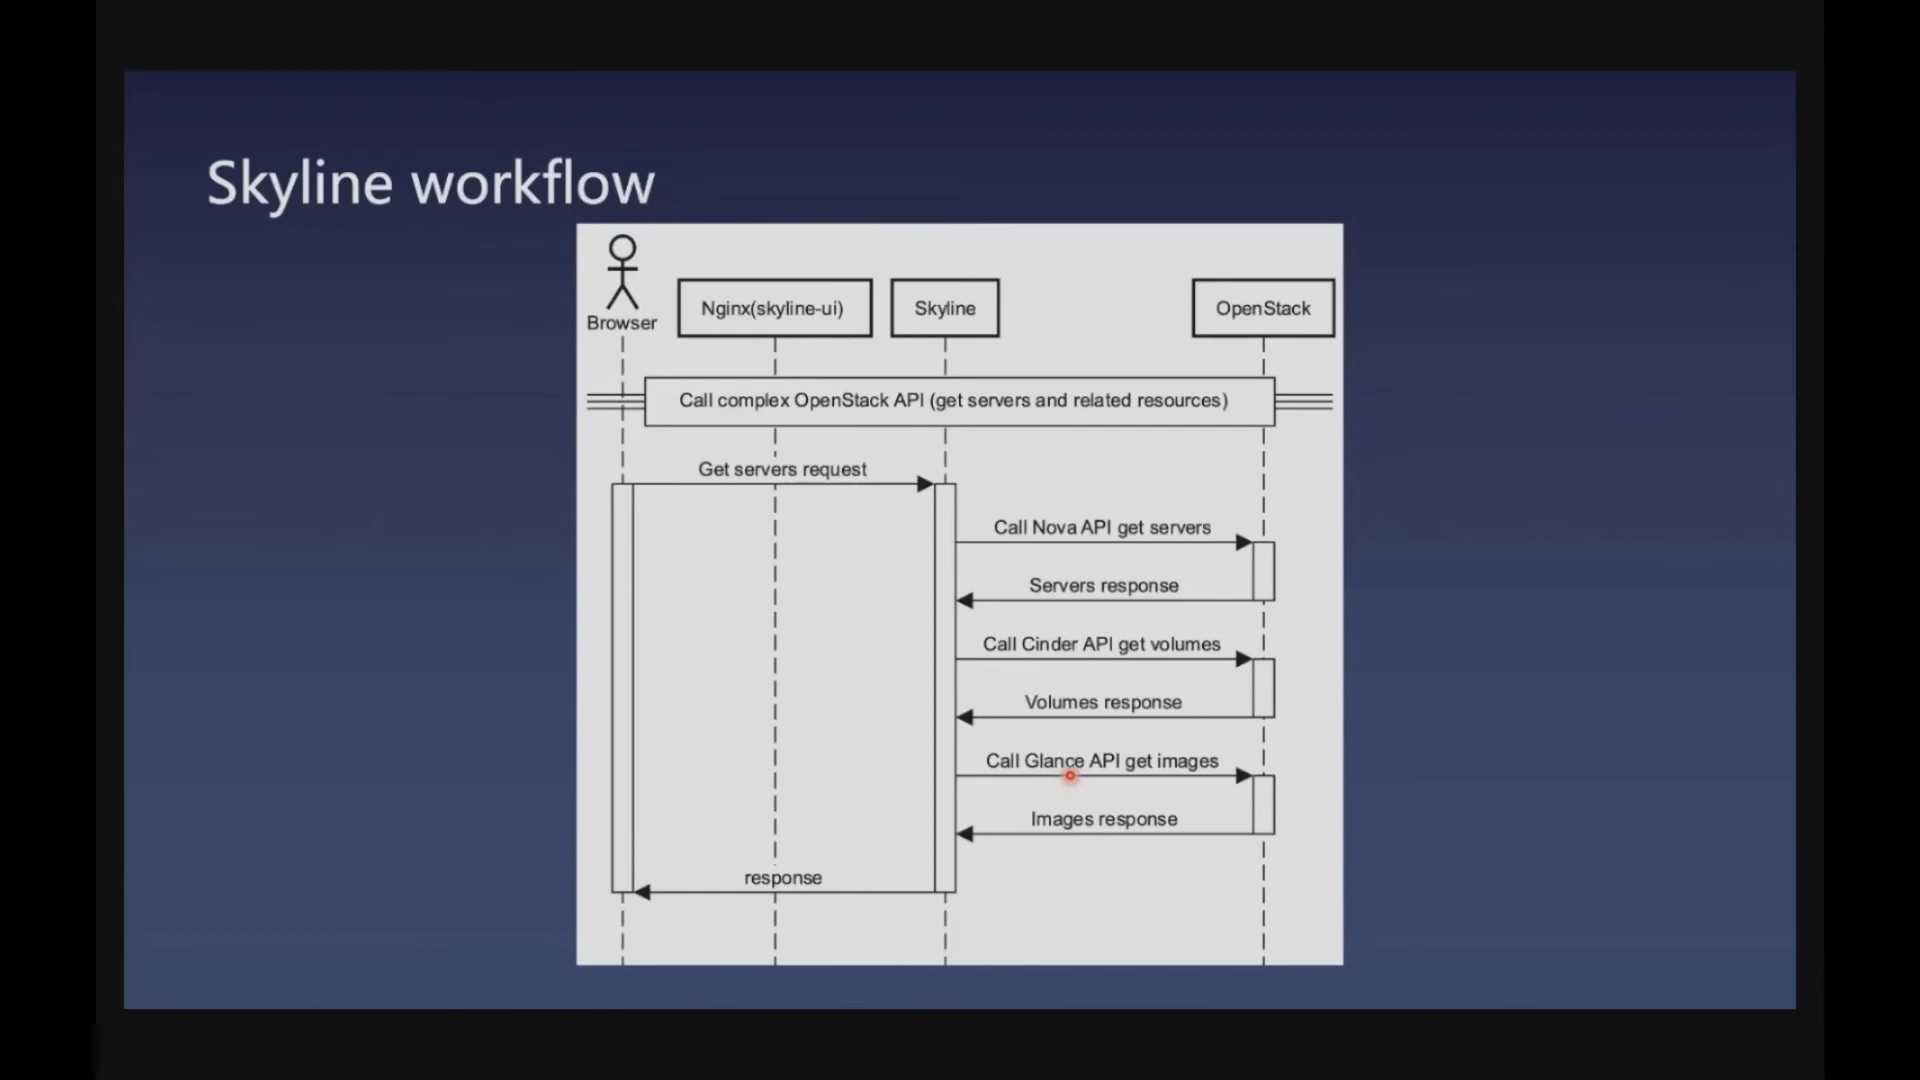 Skyline workflow
Browser
Nginx(skyline-ui)
Skyline
OpenStack
Call complex OpenStack API (get servers and related resources)
Get servers request
Call Nova API get servers
Servers response
Call Cinder API get volumes
Volumes response
Call Glance API get images
Images response
response